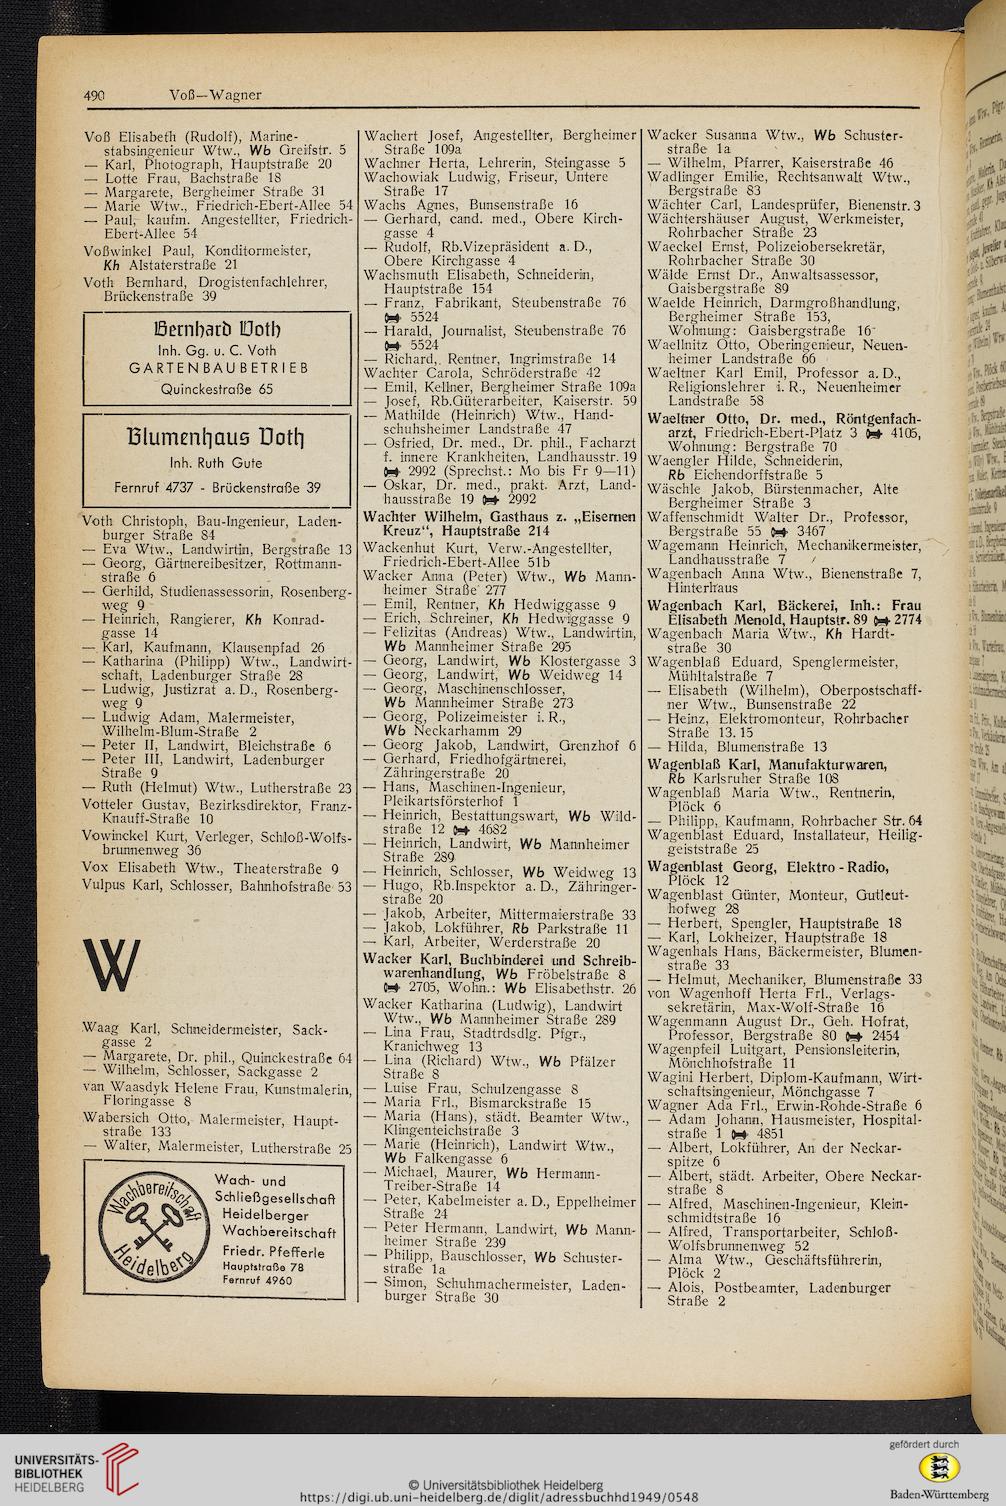 490 Voß—Wagner
Voß Elisabeth (Rudolf), Marine-
stabsingenieur Wtw., Wb Greifstr. 5
— Karl, Photograph, Hauptstraße 20
— Lotte Frau, Bachstraße 18
— Margarete, Bergheimer Straße 31
— Marie Wtw., Friedrich-Ebert-Allee 54
— Paul, kaufm. Angestellter, Friedrich-
Ebert-Allee 54
Voßwinkel Paul, Konditormeister,
Kh Alstaterstraße 21
Voth Bernhard, Drogistenfachlehrer,
Brückenstraße 39
Bernhard Voth
Inh. Gg. u. C. Voth
GARTENBAUBETRIEB
Quinckestraße 65
Blumenhaus Voth
Inh. Ruth Gute
Fernruf 4737 - Brückenstraße 39
Voth Christoph, Bau-Ingenieur, Laden-
burger Straße 84
— Eva Wtw., Landwirtin, Bergstraße 13
— Georg, Gärtnereibesitzer, Rottmann-
straße 6
— Gerhild, Studienassessorin, Rosenberg-
weg 9
— Heinrich, Rangierer, Kh Konrad-
gasse 14
— Karl, Kaufmann, Klausenpfad 26
— Katharina (Philipp) Wtw., Landwirt-
schaft, Ladenburger Straße 28
— Ludwig, Justizrat a. D., Rosenberg-
weg 9
— Ludwig Adam, Malermeister,
Wilhelm-Blum-Straße 2
— Peter II, Landwirt, Bleichstraße 6
— Peter III, Landwirt, Ladenburger
Straße 9
— Ruth (Helmut) Wtw., Lutherstraße 23
Votteler Gustav, Bezirksdirektor, Franz-
Knauff-Straße 10
Vowinckel Kurt, Verleger, Schloß-Wolfs-
brunnenweg 36
Vox Elisabeth Wtw., Theaterstraße 9
Vulpus Karl, Schlosser, Bahnhofstraße 53
W
Waag Karl, Schneidermeister, Sack-
gasse 2
— Margarete, Dr. phil., Quinckestraße 64
— Wilhelm, Schlosser, Sackgasse 2
van Waasdyk Helene Frau, Kunstmalerin,
Floringasse 8
Wabersich Otto, Malermeister, Haupt-
straße 133
— Walter, Malermeister, Lutherstraße 25
Wachbereitschaft
Heidelberg
Wach- und
Schließgesellschaft
Heidelberger
Wachbereitschaft
Friedr. Pfefferle
Hauptstraße 78
Fernruf 4960
Wachert Josef, Angestellter, Bergheimer
Straße 109a
Wachner Herta, Lehrerin, Steingasse 5
Wachowiak Ludwig, Friseur, Untere
Straße 17
Wachs Agnes, Bunsenstraße 16
— Gerhard, cand. med., Obere Kirch-
gasse 4
— Rudolf, Rb.Vizepräsident a. D.,
Obere Kirchgasse 4
Wachsmuth Elisabeth, Schneiderin,
Hauptstraße 154
— Franz, Fabrikant, Steubenstraße 76
5524
— Harald, Journalist, Steubenstraße 76
5524
— Richard, Rentner, Ingrimstraße 14
Wachter Carola, Schröderstraße 42
— Emil, Kellner, Bergheimer Straße 109a
— Josef, Rb.Güterarbeiter, Kaiserstr. 59
— Mathilde (Heinrich) Wtw., Hand-
schuhsheimer Landstraße 47
— Osfried, Dr. med., Dr. phil., Facharzt
f. innere Krankheiten, Landhausstr. 19
2992 (Sprechst.: Mo bis Fr 9—11)
— Oskar, Dr. med., prakt. Arzt, Land-
hausstraße 19 2992
Wachter Wilhelm, Gasthaus z. „Eisernen
Kreuz“, Hauptstraße 214
Wackenhut Kurt, Verw.-Angestellter,
Friedrich-Ebert-Allee 51b
Wacker Anna (Peter) Wtw., Wb Mann-
heimer Straße 277
— Emil, Rentner, Kh Hedwiggasse 9
— Erich, Schreiner, Kh Hedwiggasse 9
— Felizitas (Andreas) Wtw., Landwirtin,
Wb Mannheimer Straße 295
— Georg, Landwirt, Wb Klostergasse 3
— Georg, Landwirt, Wb Weidweg 14
— Georg, Maschinenschlosser,
Wb Mannheimer Straße 273
— Georg, Polizeimeister i. R.,
Wb Neckarhamm 29
— Georg Jakob, Landwirt, Grenzhof 6
— Gerhard, Friedhofgärtnerei,
Zähringerstraße 20
— Hans, Maschinen-Ingenieur,
Pleikartsförsterhof 1
— Heinrich, Bestattungswart, Wb Wild-
straße 12 4682
— Heinrich, Landwirt, Wb Mannheimer
Straße 289
— Heinrich, Schlosser, Wb Weidweg 13
— Hugo, Rb.Inspektor a. D., Zähringer-
straße 20
— Jakob, Arbeiter, Mittermaierstraße 33
— Jakob, Lokführer, Rb Parkstraße 11
— Karl, Arbeiter, Werderstraße 20
Wacker Karl, Buchbinderei und Schreib-
warenhandlung, Wb Fröbelstraße 8
2705, Wohn.: Wb Elisabethstr. 26
Wacker Katharina (Ludwig), Landwirt
Wtw., Wb Mannheimer Straße 289
— Lina Frau, Stadtrdsdlg. Pfgr.,
Kranichweg 13
— Lina (Richard) Wtw., Wb Pfälzer
Straße 8
— Luise Frau, Schulzengasse 8
— Maria Frl., Bismarckstraße 15
— Maria (Hans), städt. Beamter Wtw.,
Klingenteichstraße 3
— Marie (Heinrich), Landwirt Wtw.,
Wb Falkengasse 6
— Michael, Maurer, Wb Hermann-
Treiber-Straße 14
— Peter, Kabelmeister a. D., Eppelheimer
Straße 24
— Peter Hermann, Landwirt, Wb Mann-
heimer Straße 239
— Philipp, Bauschlosser, Wb Schuster-
straße 1a
— Simon, Schuhmachermeister, Laden-
burger Straße 30
Wacker Susanna Wtw., Wb Schuster-
straße 1a
— Wilhelm, Pfarrer, Kaiserstraße 46
Wadlinger Emilie, Rechtsanwalt Wtw.,
Bergstraße 83
Wächter Carl, Landesprüfer, Bienenstr. 3
Wächtershäuser August, Werkmeister,
Rohrbacher Straße 23
Waeckel Ernst, Polizeiobersekretär,
Rohrbacher Straße 30
Wälde Ernst Dr., Anwaltsassessor,
Gaisbergstraße 89
Waelde Heinrich, Darmgroßhandlung,
Bergheimer Straße 153,
Wohnung: Gaisbergstraße 16
Waellnitz Otto, Oberingenieur, Neuen-
heimer Landstraße 66
Waeltner Karl Emil, Professor a. D.,
Religionslehrer i. R., Neuenheimer
Landstraße 58
Waeltner Otto, Dr. med., Röntgenfach-
arzt, Friedrich-Ebert-Platz 3 4105,
Wohnung: Bergstraße 70
Waengler Hilde, Schneiderin,
Rb Eichendorffstraße 5
Wäschle Jakob, Bürstenmacher, Alte
Bergheimer Straße 3
Waffenschmidt Walter Dr., Professor,
Bergstraße 55 3467
Wagemann Heinrich, Mechanikermeister,
Landhausstraße 7
Wagenbach Anna Wtw., Bienenstraße 7,
Hinterhaus
Wagenbach Karl, Bäckerei, Inh.: Frau
Elisabeth Menold, Hauptstr. 89 2774
Wagenbach Maria Wtw., Kh Hardt-
straße 30
Wagenblaß Eduard, Spenglermeister,
Mühltalstraße 7
— Elisabeth (Wilhelm), Oberpostschaff-
ner Wtw., Bunsenstraße 22
— Heinz, Elektromonteur, Rohrbacher
Straße 13.15
— Hilda, Blumenstraße 13
Wagenblaß Karl, Manufakturwaren,
Rb Karlsruher Straße 108
Wagenblaß Maria Wtw., Rentnerin,
Plöck 6
— Philipp, Kaufmann, Rohrbacher Str. 64
Wagenblast Eduard, Installateur, Heilig-
geiststraße 25
Wagenblast Georg, Elektro-Radio,
Plöck 12
Wagenblast Günter, Monteur, Gutleut-
hofweg 28
— Herbert, Spengler, Hauptstraße 18
— Karl, Lokheizer, Hauptstraße 18
Wagenhals Hans, Bäckermeister, Blumen-
straße 33
— Helmut, Mechaniker, Blumenstraße 33
von Wagenhoff Herta Frl., Verlags-
sekretärin, Max-Wolf-Straße 16
Wagenmann August Dr., Geh. Hofrat,
Professor, Bergstraße 80 2454
Wagenpfeil Luitgart, Pensionsleiterin,
Mönchhofstraße 11
Wagini Herbert, Diplom-Kaufmann, Wirt-
schaftsingenieur, Mönchgasse 7
Wagner Ada Frl., Erwin-Rohde-Straße 6
— Adam Johann, Hausmeister, Hospital-
straße 1 4851
— Albert, Lokführer, An der Neckar-
spitze 6
— Albert, städt. Arbeiter, Obere Neckar-
straße 8
— Alfred, Maschinen-Ingenieur, Klein-
schmidtstraße 16
— Alfred, Transportarbeiter, Schloß-
Wolfsbrunnenweg 52
— Alma Wtw., Geschäftsführerin,
Plöck 2
— Alois, Postbeamter, Ladenburger
Straße 2
UNIVERSITÄTS-
BIBLIOTHEK
HEIDELBERG
© Universitätsbibliothek Heidelberg
https://digi.ub.uni-heidelberg.de/diglit/adressbuchhd1949/0548
gefördert durch
Baden-Württemberg